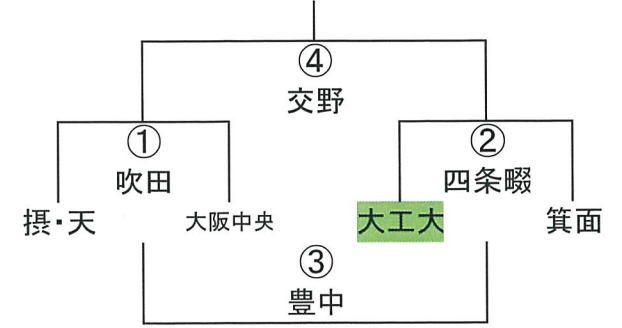 ④
交野
①
②
吹田
四条畷
摂・天
大阪中央
大工大
箕面
③
豊中